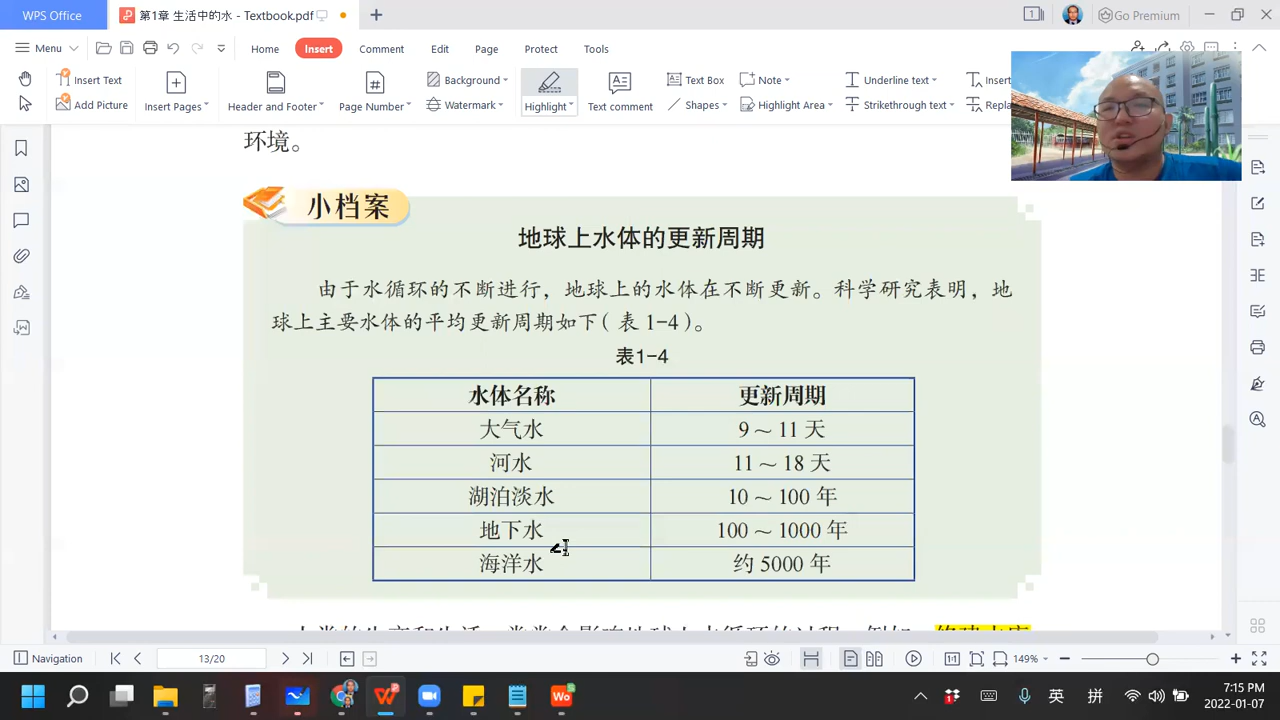 WPS Office
第1章 生活中的水 - Textbook.pdf
Go Premium
Menu
Home
Insert
Comment
Edit
Page
Protect
Tools
Insert Text
Add Picture
Insert Pages
Header and Footer
Page Number
Background
Watermark
Highlight
Text comment
Text Box
Shapes
Note
Highlight Area
Underline text
Strikethrough text
Insert
Repla
环境。
小档案
地球上水体的更新周期
由于水循环的不断进行，地球上的水体在不断更新。科学研究表明，地
球上主要水体的平均更新周期如下（表 1-4）。
表1-4
水体名称 更新周期
大气水 9～11 天
河水 11～18 天
湖泊淡水 10～100 年
地下水 100～1000 年
海洋水 约 5000 年
Navigation
13/20
149%
英
拼
7:15 PM
2022-01-07